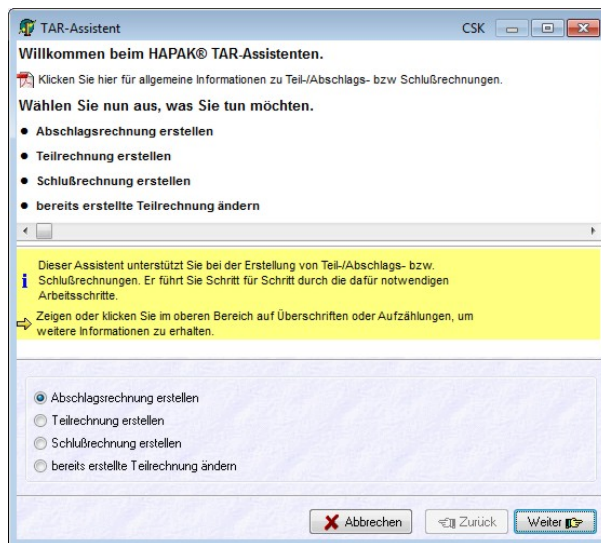 TAR-Assistent CSK
Willkommen beim HAPAK® TAR-Assistenten.
Klicken Sie hier für allgemeine Informationen zu Teil-/Abschlags- bzw Schlußrechnungen.
Wählen Sie nun aus, was Sie tun möchten.
• Abschlagsrechnung erstellen
• Teilrechnung erstellen
• Schlußrechnung erstellen
• bereits erstellte Teilrechnung ändern
Dieser Assistent unterstützt Sie bei der Erstellung von Teil-/Abschlags- bzw.
Schlußrechnungen. Er führt Sie Schritt für Schritt durch die dafür notwendigen
Arbeitsschritte.
Zeigen oder klicken Sie im oberen Bereich auf Überschriften oder Aufzählungen, um
weitere Informationen zu erhalten.
Abschlagsrechnung erstellen
Teilrechnung erstellen
Schlußrechnung erstellen
bereits erstellte Teilrechnung ändern
Abbrechen Zurück Weiter